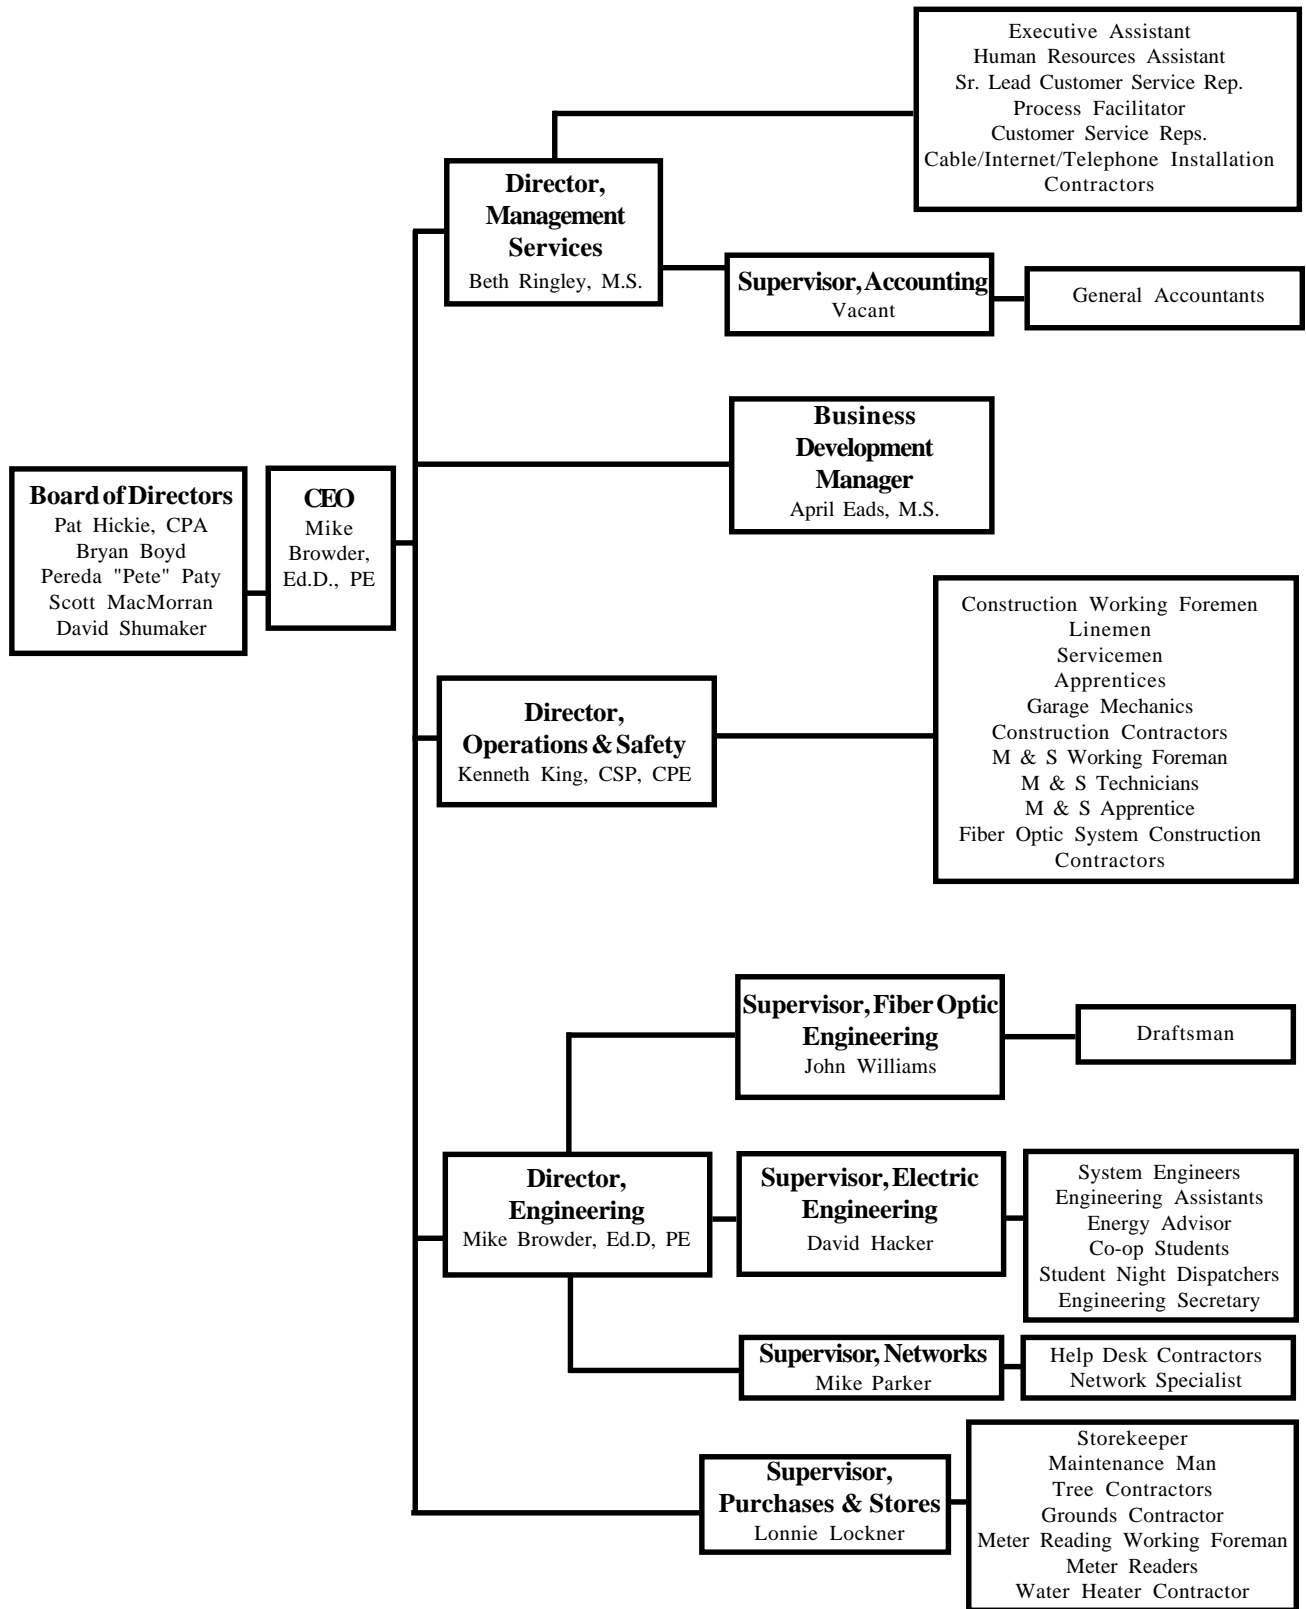 Executive Assistant
Human Resources Assistant
Sr. Lead Customer Service Rep.
Process Facilitator
Customer Service Reps.
Cable/Internet/Telephone Installation
Contractors
Director,
Management
Services
Beth Ringley, M.S.
Supervisor, Accounting
Vacant
General Accountants
Business
Development
Manager
April Eads, M.S.
Board of Directors
Pat Hickie, CPA
Bryan Boyd
Pereda "Pete" Paty
Scott MacMorran
David Shumaker
CEO
Mike
Browder,
Ed.D., PE
Director,
Operations & Safety
Kenneth King, CSP, CPE
Construction Working Foremen
Linemen
Servicemen
Apprentices
Garage Mechanics
Construction Contractors
M & S Working Foreman
M & S Technicians
M & S Apprentice
Fiber Optic System Construction
Contractors
Supervisor, Fiber Optic
Engineering
John Williams
Draftsman
Director,
Engineering
Mike Browder, Ed.D, PE
Supervisor, Electric
Engineering
David Hacker
System Engineers
Engineering Assistants
Energy Advisor
Co-op Students
Student Night Dispatchers
Engineering Secretary
Supervisor, Networks
Mike Parker
Help Desk Contractors
Network Specialist
Supervisor,
Purchases & Stores
Lonnie Lockner
Storekeeper
Maintenance Man
Tree Contractors
Grounds Contractor
Meter Reading Working Foreman
Meter Readers
Water Heater Contractor